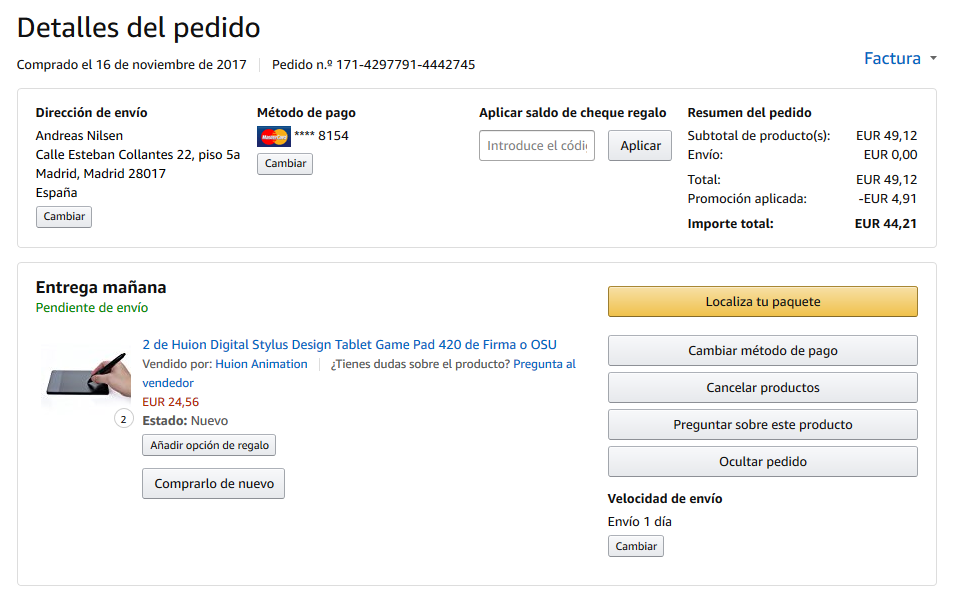 Detalles del pedido
Comprado el 16 de noviembre de 2017
Pedido n.º 171-4297791-4442745
Factura
Dirección de envío
Andreas Nilsen
Calle Esteban Collantes 22, piso 5a
Madrid, Madrid 28017
España
Cambiar
Método de pago
MasterCard **** 8154
Cambiar
Aplicar saldo de cheque regalo
Introduce el códi
Aplicar
Resumen del pedido
Subtotal de producto(s): EUR 49,12
Envío: EUR 0,00
Total: EUR 49,12
Promoción aplicada: -EUR 4,91
Importe total: EUR 44,21
Entrega mañana
Pendiente de envío
2 de Huion Digital Stylus Design Tablet Game Pad 420 de Firma o OSU
Vendido por: Huion Animation
¿Tienes dudas sobre el producto? Pregunta al
vendedor
EUR 24,56
2
Estado: Nuevo
Añadir opción de regalo
Comprarlo de nuevo
Localiza tu paquete
Cambiar método de pago
Cancelar productos
Preguntar sobre este producto
Ocultar pedido
Velocidad de envío
Envío 1 día
Cambiar